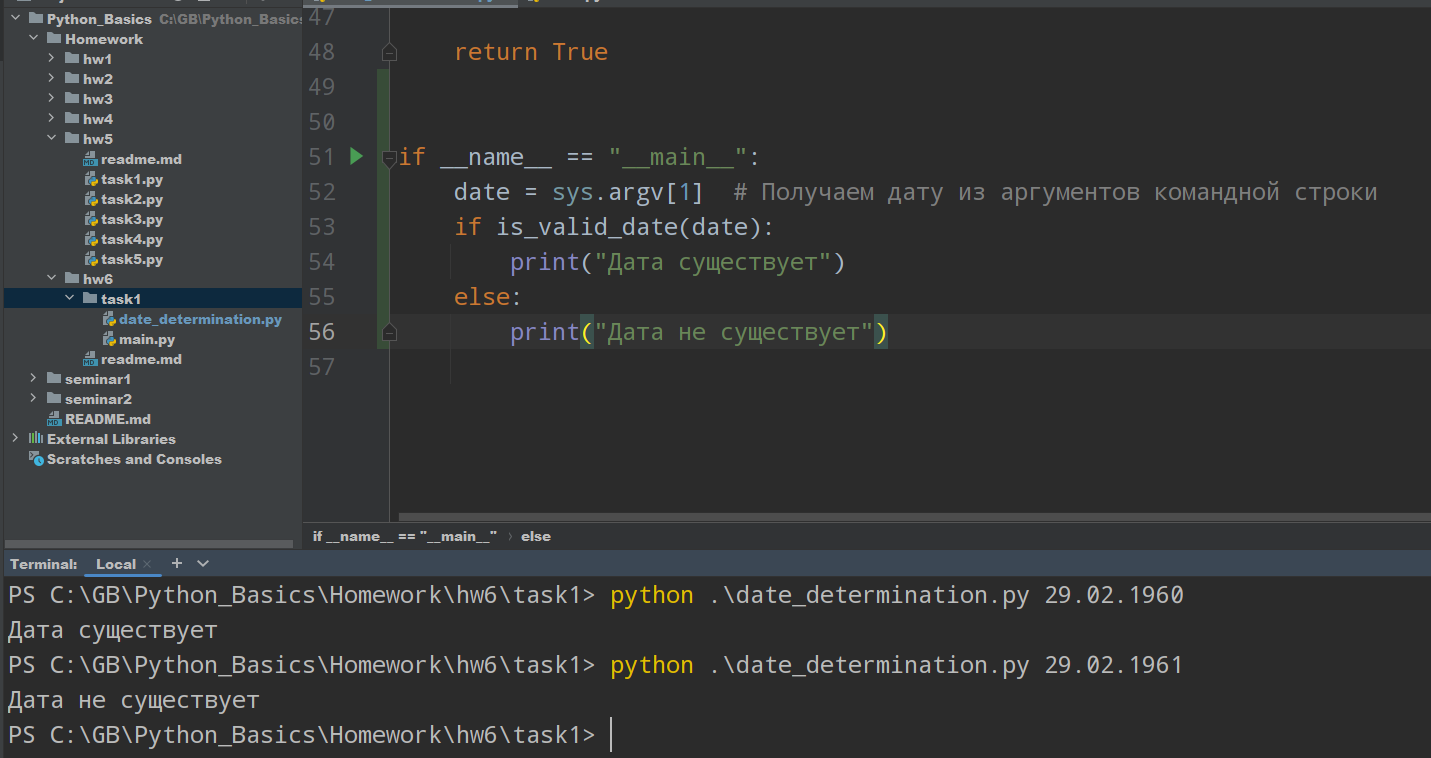 Python_Basics C:\GB\Python_Basics
Homework
hw1
hw2
hw3
hw4
hw5
readme.md
task1.py
task2.py
task3.py
task4.py
task5.py
hw6
task1
date_determination.py
main.py
readme.md
seminar1
seminar2
README.md
External Libraries
Scratches and Consoles
47
48 return True
49
50
51 if __name__ == "__main__":
52 date = sys.argv[1]  # Получаем дату из аргументов командной строки
53 if is_valid_date(date):
54 print("Дата существует")
55 else:
56 print("Дата не существует")
57
if __name__ == "__main__" › else
Terminal: Local × +
PS C:\GB\Python_Basics\Homework\hw6\task1> python .\date_determination.py 29.02.1960
Дата существует
PS C:\GB\Python_Basics\Homework\hw6\task1> python .\date_determination.py 29.02.1961
Дата не существует
PS C:\GB\Python_Basics\Homework\hw6\task1>